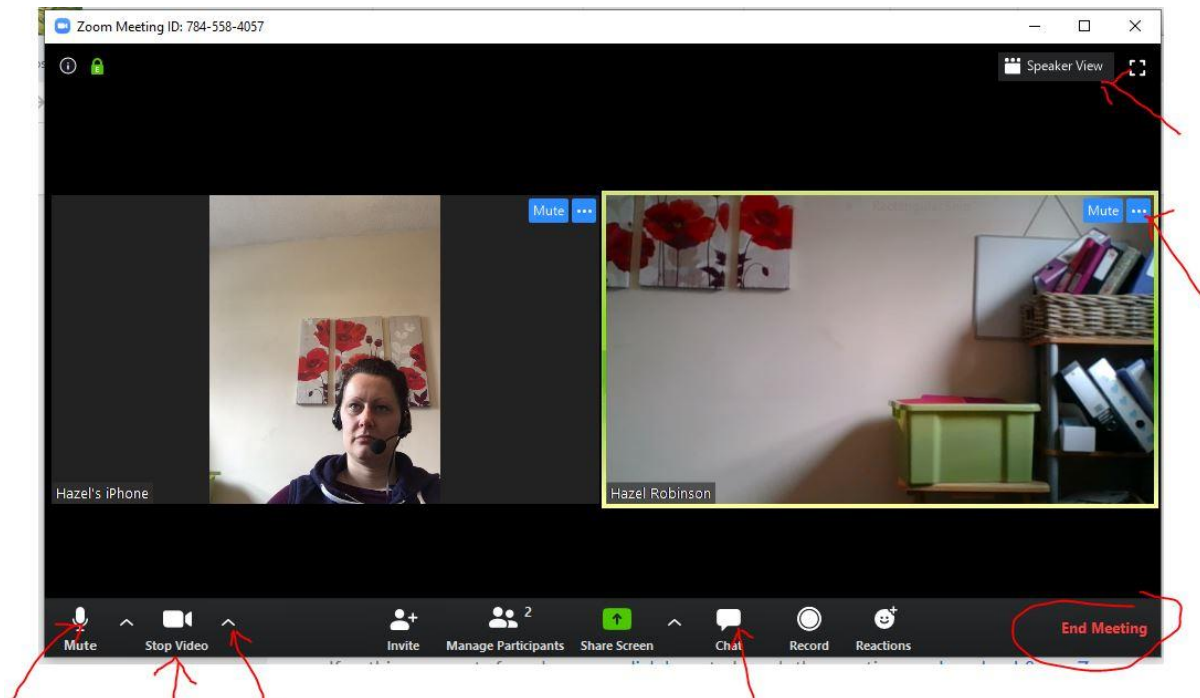 Zoom Meeting ID: 784-558-4057
E
Speaker View
Mute
Mute
Hazel's iPhone
Hazel Robinson
2
Mute
Stop Video
Invite
Manage Participants
Share Screen
Chat
Record
Reactions
End Meeting